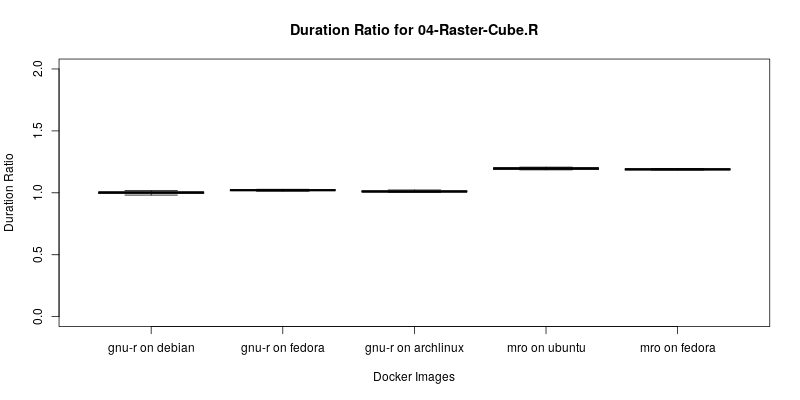 Duration Ratio for 04-Raster-Cube.R
Duration Ratio
2.0
1.5
1.0
0.5
0.0
gnu-r on debian
gnu-r on fedora
gnu-r on archlinux
mro on ubuntu
mro on fedora
Docker Images